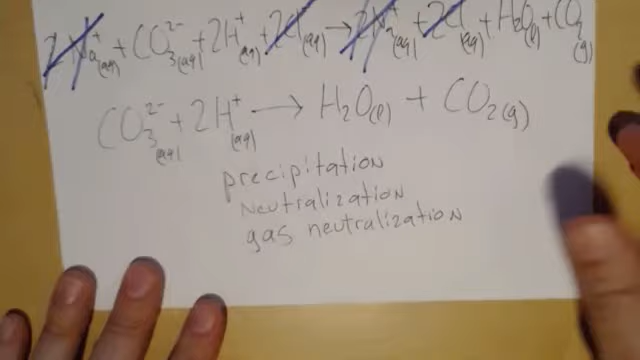 2Na⁺(aq) + CO₃²⁻(aq) + 2H⁺(aq) + 2Cl⁻(aq) → 2Na⁺(aq) + 2Cl⁻(aq) + H₂O(l) + CO₂(g)
CO₃²⁻(aq) + 2H⁺(aq) → H₂O(l) + CO₂(g)
precipitation
neutralization
gas neutralization